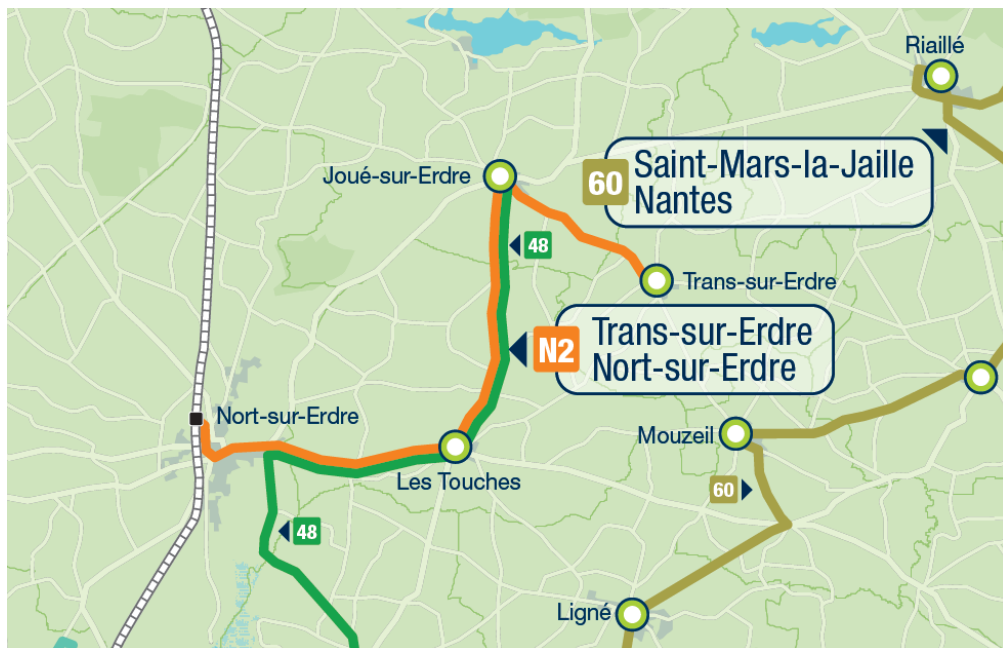 Riaillé
60
Saint-Mars-la-Jaille
Nantes
Joué-sur-Erdre
48
Trans-sur-Erdre
N2
Trans-sur-Erdre
Nort-sur-Erdre
Nort-sur-Erdre
Mouzeil
Les Touches
60
48
Ligné